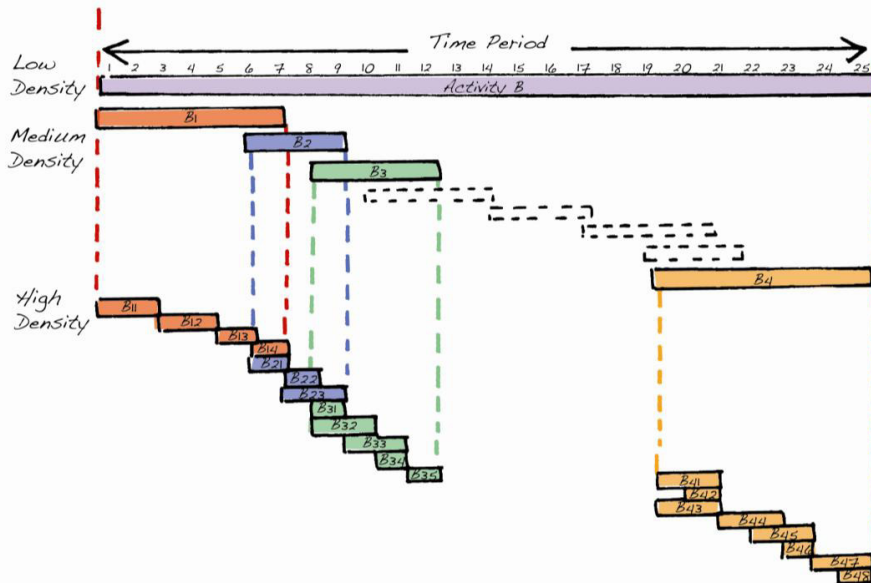 Time Period
Low Density
1 2 3 4 5 6 7 8 9 10 11 12 13 14 15 16 17 18 19 20 21 22 23 24 25
Activity B
B1
Medium Density
B2
B3
B4
High Density
B11
B12
B13
B14
B21
B22
B23
B31
B32
B33
B34
B35
B41
B42
B43
B44
B45
B46
B47
B48